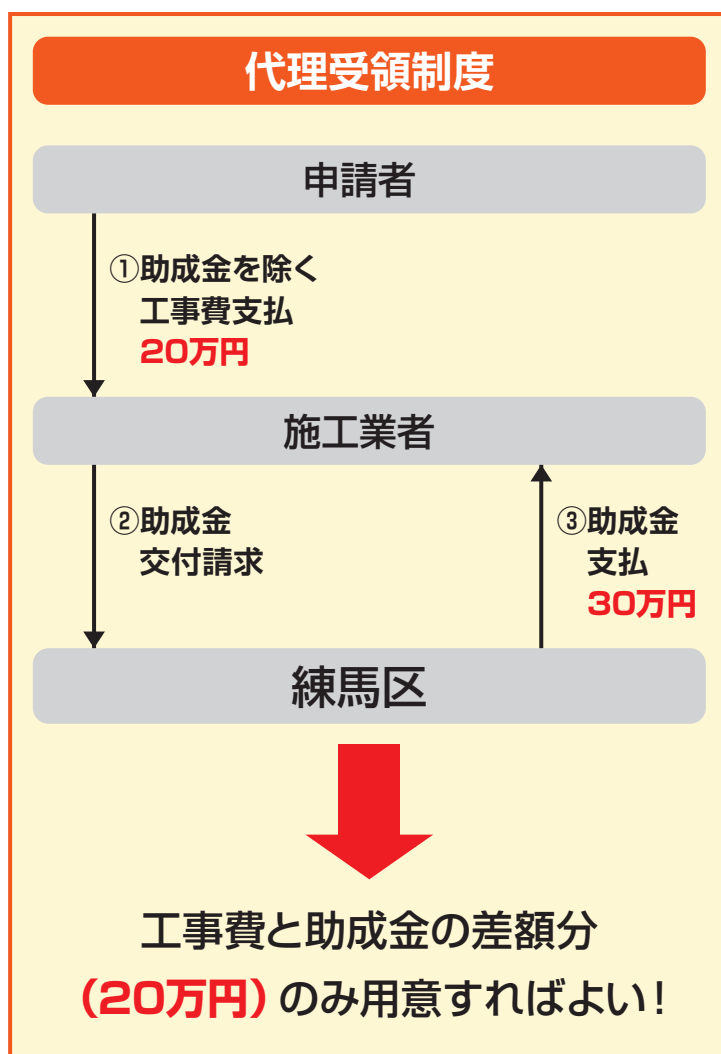 代理受領制度
申請者
①助成金を除く
工事費支払
20万円
施工業者
②助成金
交付請求
③助成金
支払
30万円
練馬区
工事費と助成金の差額分
(20万円)のみ用意すればよい!